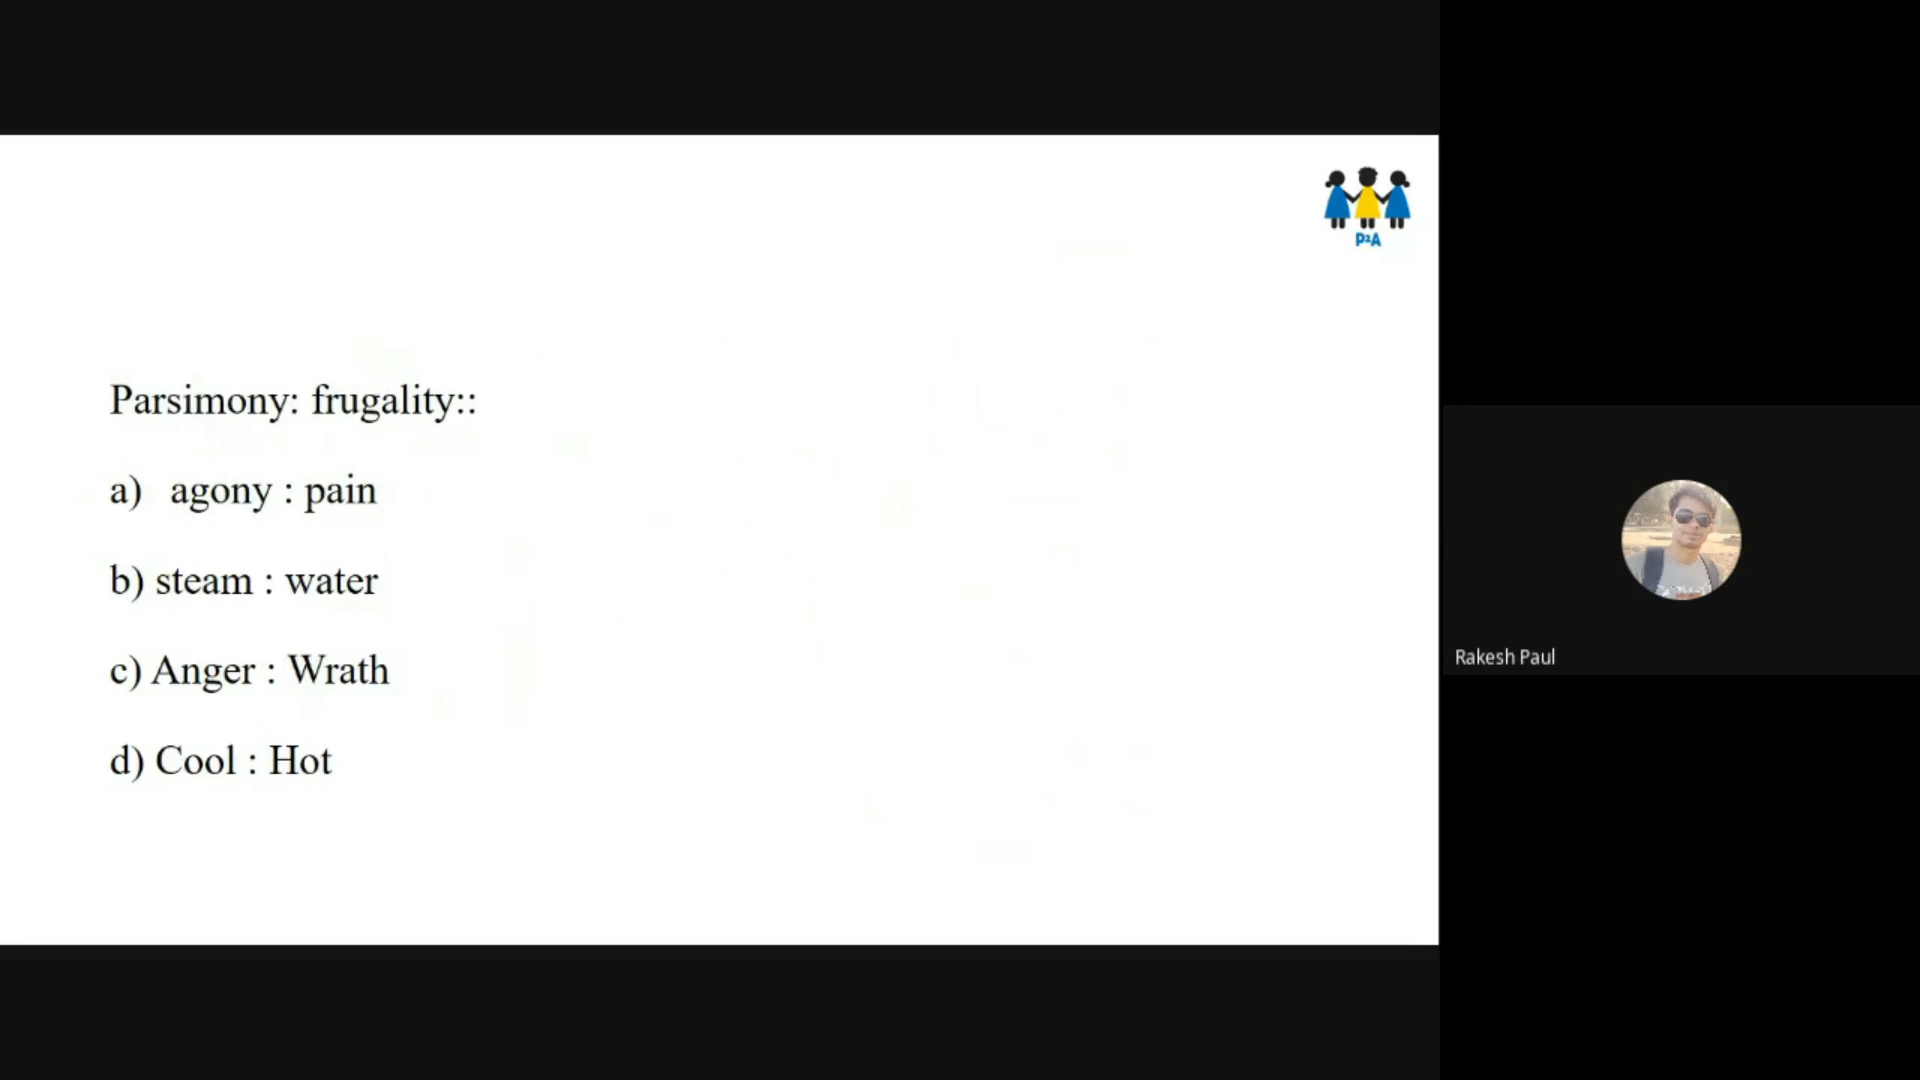 P²A
Parsimony: frugality::
a) agony : pain
b) steam : water
c) Anger : Wrath
d) Cool : Hot
Rakesh Paul